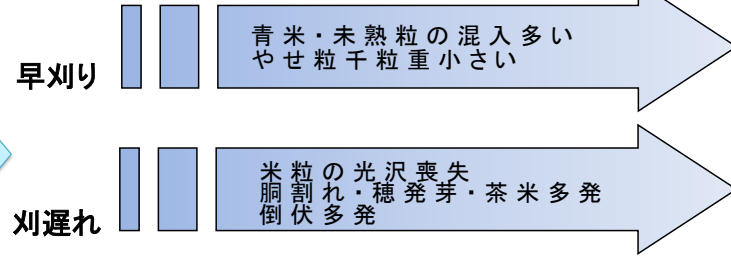 早刈り
青米・未熟粒の混入多い
やせ粒千粒重小さい
刈遅れ
米粒の光沢喪失
胴割れ・穂発芽・茶米多発
倒伏多発